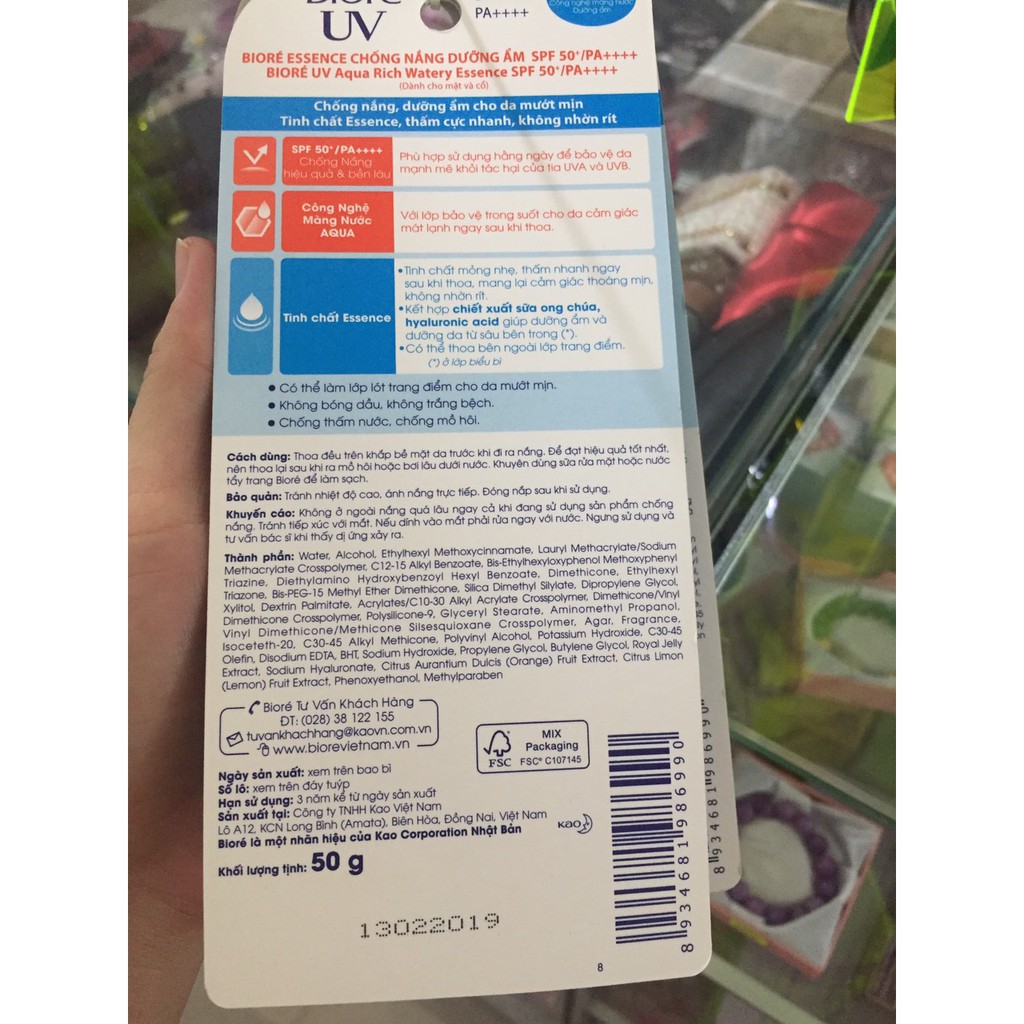 Bioré
UV
PA++++
Công nghệ màng nước
Dưỡng ẩm
BIORÉ ESSENCE CHỐNG NẮNG DƯỠNG ẨM SPF 50+/PA++++
BIORÉ UV Aqua Rich Watery Essence SPF 50+/PA++++
(Dành cho mặt và cổ)
Chống nắng, dưỡng ẩm cho da mướt mịn
Tinh chất Essence, thấm cực nhanh, không nhờn rít
SPF 50+/PA++++
Chống Nắng
hiệu quả & bền lâu
Phù hợp sử dụng hằng ngày để bảo vệ da
mạnh mẽ khỏi tác hại của tia UVA và UVB.
Công Nghệ
Màng Nước
AQUA
Với lớp bảo vệ trong suốt cho da cảm giác
mát lạnh ngay sau khi thoa.
Tinh chất Essence
•Tinh chất mỏng nhẹ, thấm nhanh ngay
sau khi thoa, mang lại cảm giác thoáng mịn,
không nhờn rít.
•Kết hợp chiết xuất sữa ong chúa,
hyaluronic acid giúp dưỡng ẩm và
dưỡng da từ sâu bên trong (*).
•Có thể thoa bên ngoài lớp trang điểm.
(*) ở lớp biểu bì
• Có thể làm lớp lót trang điểm cho da mướt mịn.
• Không bóng dầu, không trắng bệch.
• Chống thấm nước, chống mồ hôi.
Cách dùng: Thoa đều trên khắp bề mặt da trước khi đi ra nắng. Để đạt hiệu quả tốt nhất,
nên thoa lại sau khi ra mồ hôi hoặc bơi lâu dưới nước. Khuyên dùng sữa rửa mặt hoặc nước
tẩy trang Bioré để làm sạch.
Bảo quản: Tránh nhiệt độ cao, ánh nắng trực tiếp. Đóng nắp sau khi sử dụng.
Khuyến cáo: Không ở ngoài nắng quá lâu ngay cả khi đang sử dụng sản phẩm chống
nắng. Tránh tiếp xúc với mắt. Nếu dính vào mắt phải rửa ngay với nước. Ngưng sử dụng và
tư vấn bác sĩ khi thấy dị ứng xảy ra.
Thành phần: Water, Alcohol, Ethylhexyl Methoxycinnamate, Lauryl Methacrylate/Sodium
Methacrylate Crosspolymer, C12-15 Alkyl Benzoate, Bis-Ethylhexyloxyphenol Methoxyphenyl
Triazine, Diethylamino Hydroxybenzoyl Hexyl Benzoate, Dimethicone, Ethylhexyl
Triazone, Bis-PEG-15 Methyl Ether Dimethicone, Silica Dimethyl Silylate, Dipropylene Glycol,
Xylitol, Dextrin Palmitate, Acrylates/C10-30 Alkyl Acrylate Crosspolymer, Dimethicone/Vinyl
Dimethicone Crosspolymer, Polysilicone-9, Glyceryl Stearate, Aminomethyl Propanol,
Vinyl Dimethicone/Methicone Silsesquioxane Crosspolymer, Agar, Fragrance,
Isoceteth-20, C30-45 Alkyl Methicone, Polyvinyl Alcohol, Potassium Hydroxide, C30-45
Olefin, Disodium EDTA, BHT, Sodium Hydroxide, Propylene Glycol, Butylene Glycol, Royal Jelly
Extract, Sodium Hyaluronate, Citrus Aurantium Dulcis (Orange) Fruit Extract, Citrus Limon
(Lemon) Fruit Extract, Phenoxyethanol, Methylparaben
Bioré Tư Vấn Khách Hàng
ĐT: (028) 38 122 155
tuvankhachhang@kaovn.com.vn
www.biorevietnam.vn
FSC
MIX
Packaging
FSC® C107145
Ngày sản xuất: xem trên bao bì
Số lô: xem trên đáy tuýp
Hạn sử dụng: 3 năm kể từ ngày sản xuất
Sản xuất tại: Công ty TNHH Kao Việt Nam
Lô A12, KCN Long Bình (Amata), Biên Hòa, Đồng Nai, Việt Nam
Bioré là một nhãn hiệu của Kao Corporation Nhật Bản
Kao
Khối lượng tịnh: 50 g
13022019
8
8 934681 986990
8 934681 986990